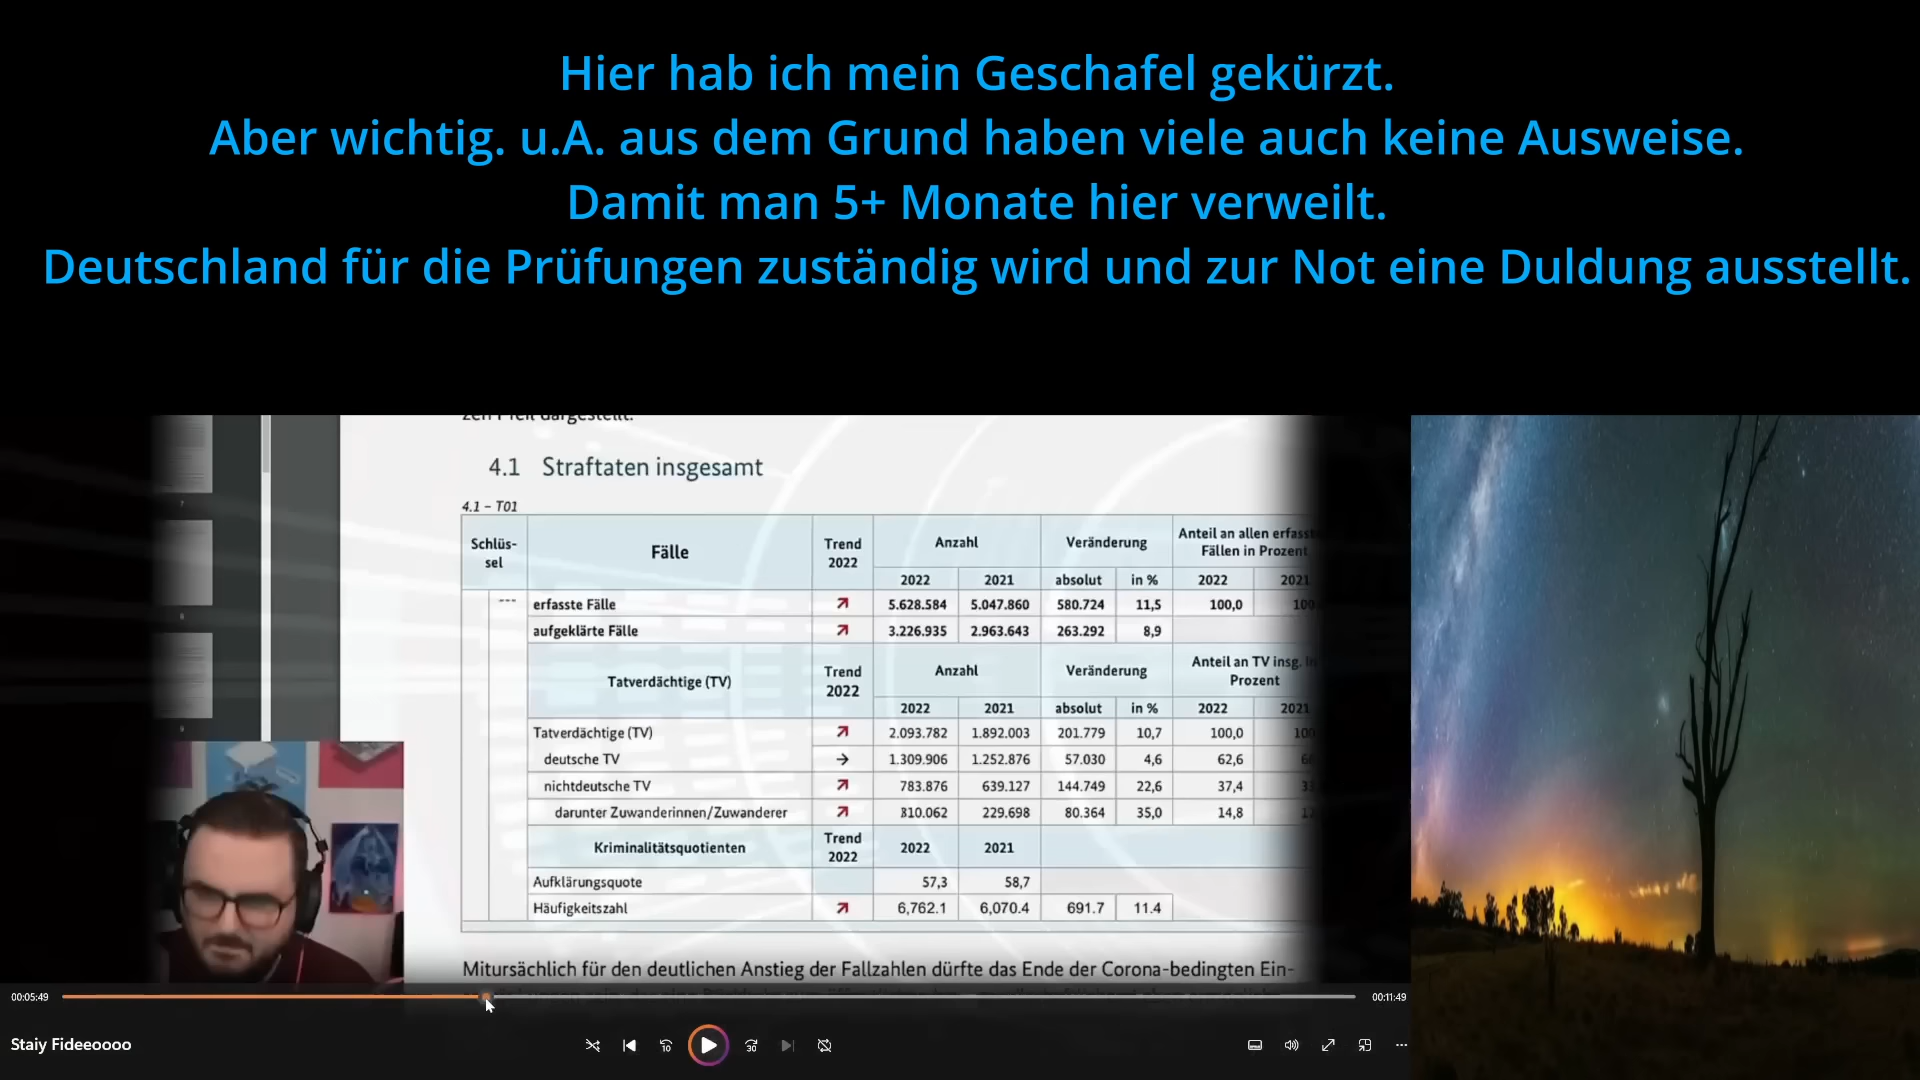 Hier hab ich mein Geschafel gekürzt.
Aber wichtig. u.A. aus dem Grund haben viele auch keine Ausweise.
Damit man 5+ Monate hier verweilt.
Deutschland für die Prüfungen zuständig wird und zur Not eine Duldung ausstellt.
zen Pfeil dargestellt.
4.1 Straftaten insgesamt
4.1 – T01
Schlüs-
sel
Fälle
Trend
2022
Anzahl
Veränderung
Anteil an allen
Fällen in Prozent
2022 2021 absolut in % 2022 2021
--- erfasste Fälle 5.628.584 5.047.860 580.724 11,5 100,0
aufgeklärte Fälle 3.226.935 2.963.643 263.292 8,9
Tatverdächtige (TV)
Trend
2022
Anzahl
Veränderung
Anteil an TV insg.
Prozent
2022 2021 absolut in % 2022 2021
Tatverdächtige (TV) 2.093.782 1.892.003 201.779 10,7 100,0
deutsche TV 1.309.906 1.252.876 57.030 4,6 62,6
nichtdeutsche TV 783.876 639.127 144.749 22,6 37,4
darunter Zuwanderinnen/Zuwanderer 310.062 229.698 80.364 35,0 14,8
Kriminalitätsquotienten
Trend
2022
2022 2021
Aufklärungsquote 57,3 58,7
Häufigkeitszahl 6,762.1 6,070.4 691.7 11.4
Mitursächlich für den deutlichen Anstieg der Fallzahlen dürfte das Ende der Corona-bedingten Ein-
00:05:49
00:11:49
Staiy Fideeoooo
10
30